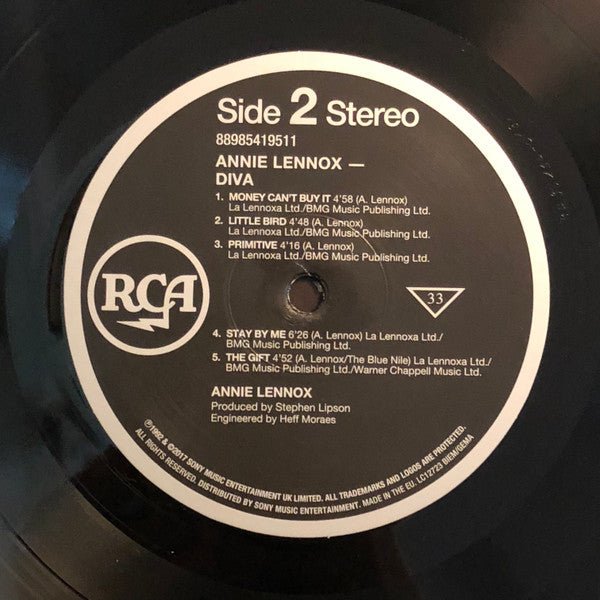 Side 2 Stereo
88985419511
ANNIE LENNOX —
DIVA
1. MONEY CAN'T BUY IT 4'58 (A. Lennox)
La Lennoxa Ltd./BMG Music Publishing Ltd.
2. LITTLE BIRD 4'48 (A. Lennox)
La Lennoxa Ltd./BMG Music Publishing Ltd.
3. PRIMITIVE 4'16 (A. Lennox)
La Lennoxa Ltd./BMG Music Publishing Ltd.
RCA
33
4. STAY BY ME 6'26 (A. Lennox) La Lennoxa Ltd./
BMG Music Publishing Ltd.
5. THE GIFT 4'52 (A. Lennox/The Blue Nile) La Lennoxa Ltd./
BMG Music Publishing Ltd./Warner Chappell Music Ltd.
ANNIE LENNOX
Produced by Stephen Lipson
Engineered by Heff Moraes
℗1992 & ©2017 SONY MUSIC ENTERTAINMENT UK LIMITED. ALL TRADEMARKS AND LOGOS ARE PROTECTED.
ALL RIGHTS RESERVED. DISTRIBUTED BY SONY MUSIC ENTERTAINMENT. MADE IN THE EU. LC12723 BIEM/GEMA